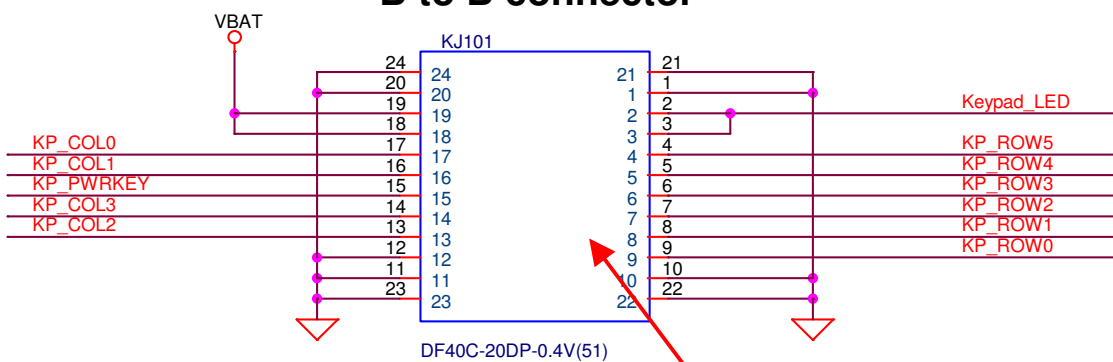 VBAT
KJ101
24 24 21 21
20 20 1 1
19 19 2 2 Keypad_LED
18 18 3 3
KP_COL0 17 17 4 4 KP_ROW5
KP_COL1 16 16 5 5 KP_ROW4
KP_PWRKEY 15 15 6 6 KP_ROW3
KP_COL3 14 14 7 7 KP_ROW2
KP_COL2 13 13 8 8 KP_ROW1
12 12 9 9 KP_ROW0
11 11 10 10
23 23 22 22
DF40C-20DP-0.4V(51)